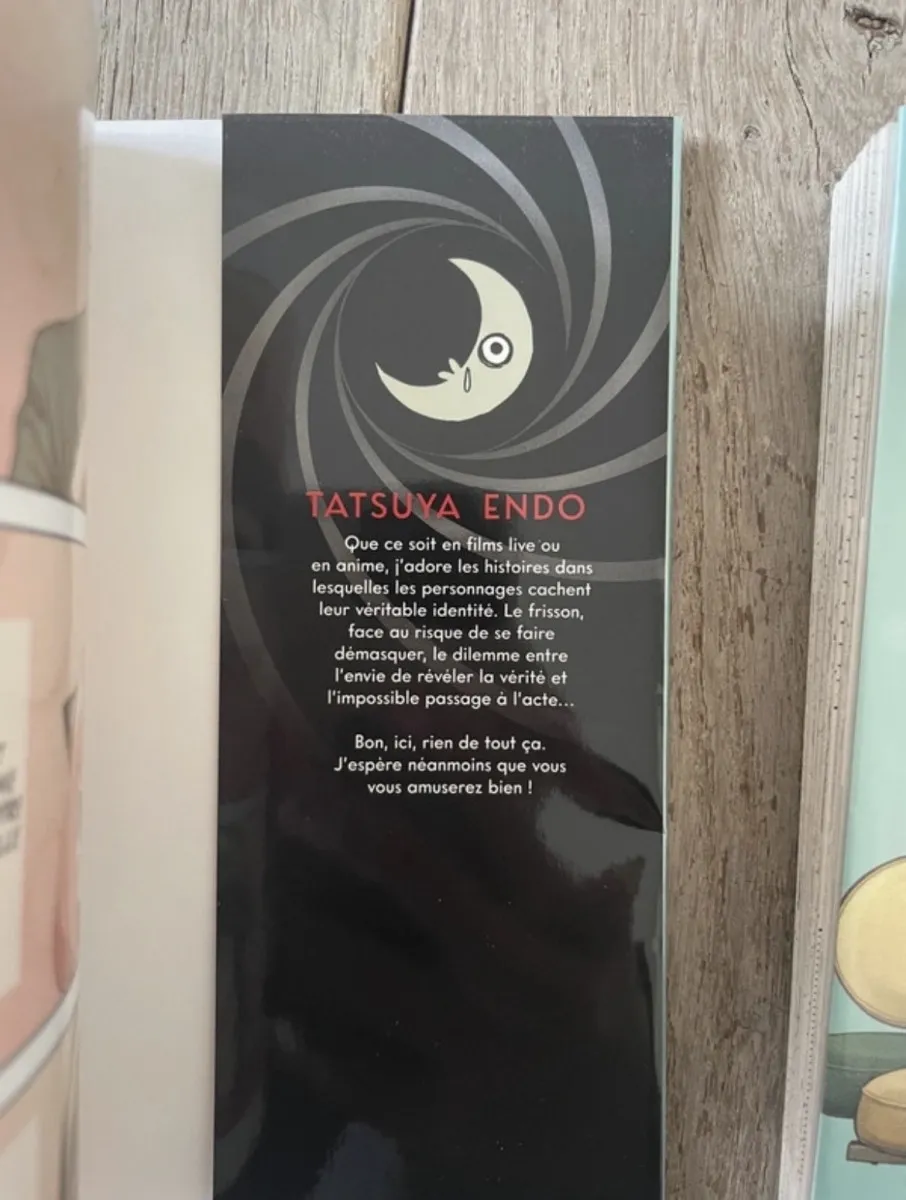 TATSUYA ENDO
Que ce soit en films live ou
en anime, j'adore les histoires dans
lesquelles les personnages cachent
leur véritable identité. Le frisson,
face au risque de se faire
démasquer, le dilemme entre
l'envie de révéler la vérité et
l'impossible passage à l'acte...
Bon, ici, rien de tout ça.
J'espère néanmoins que vous
vous amuserez bien !